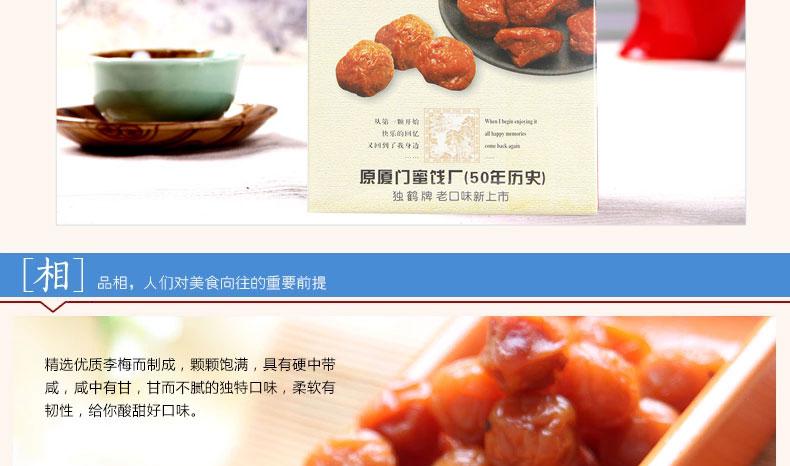 从第一颗开始
快乐的回忆
又回到了我身边
……
When I begin enjoying it
all happy memories
come back again
……
原厦门蜜饯厂(50年历史)
独鹤牌 老口味新上市
[相] 品相，人们对美食向往的重要前提
精选优质李梅而制成，颗颗饱满，具有硬中带
咸，咸中有甘，甘而不腻的独特口味，柔软有
韧性，给你酸甜好口味。